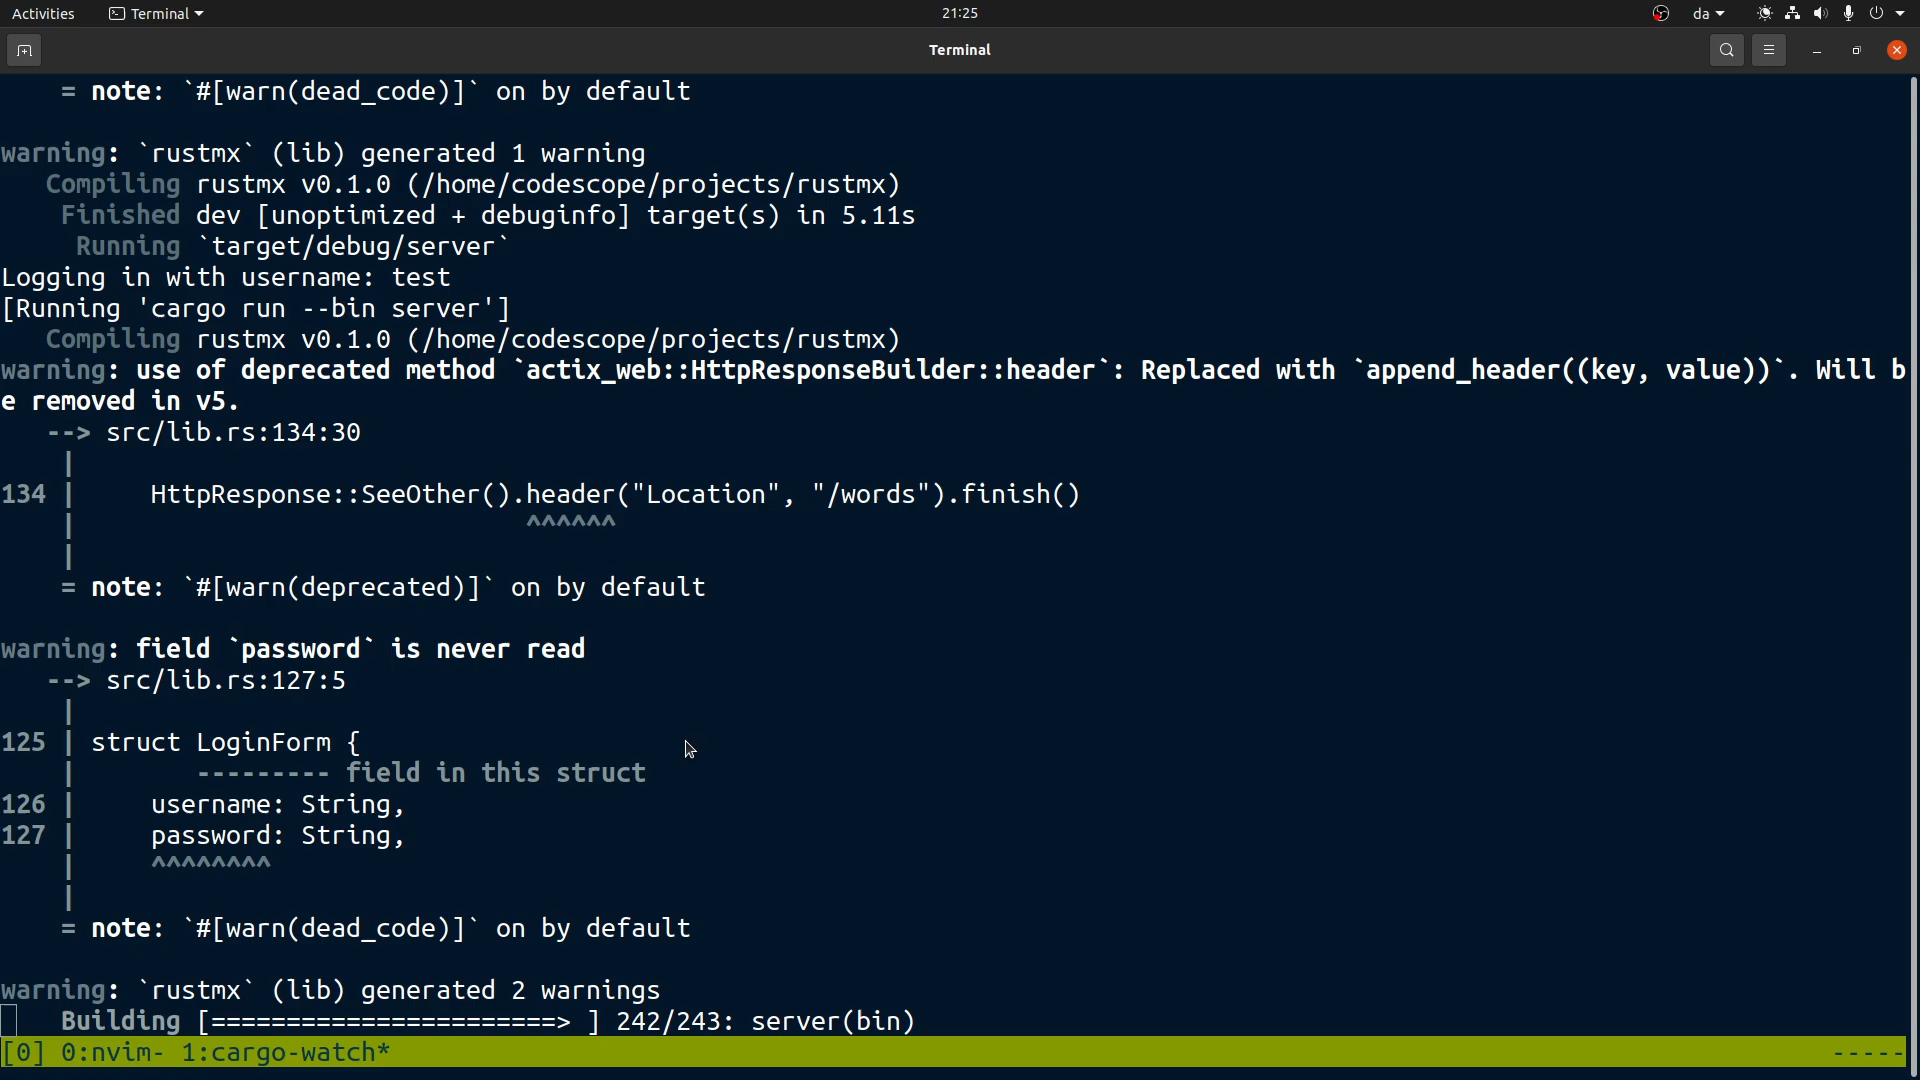 Activities Terminal 21:25 da
Terminal
= note: `#[warn(dead_code)]` on by default
warning: `rustmx` (lib) generated 1 warning
Compiling rustmx v0.1.0 (/home/codescope/projects/rustmx)
Finished dev [unoptimized + debuginfo] target(s) in 5.11s
Running `target/debug/server`
Logging in with username: test
[Running 'cargo run --bin server']
Compiling rustmx v0.1.0 (/home/codescope/projects/rustmx)
warning: use of deprecated method `actix_web::HttpResponseBuilder::header`: Replaced with `append_header((key, value))`. Will b
e removed in v5.
--> src/lib.rs:134:30
|
134 | HttpResponse::SeeOther().header("Location", "/words").finish()
| ^^^^^^
|
= note: `#[warn(deprecated)]` on by default
warning: field `password` is never read
--> src/lib.rs:127:5
|
125 | struct LoginForm {
| --------- field in this struct
126 | username: String,
127 | password: String,
| ^^^^^^^^
|
= note: `#[warn(dead_code)]` on by default
warning: `rustmx` (lib) generated 2 warnings
Building [=======================> ] 242/243: server(bin)
[0] 0:nvim- 1:cargo-watch* -----